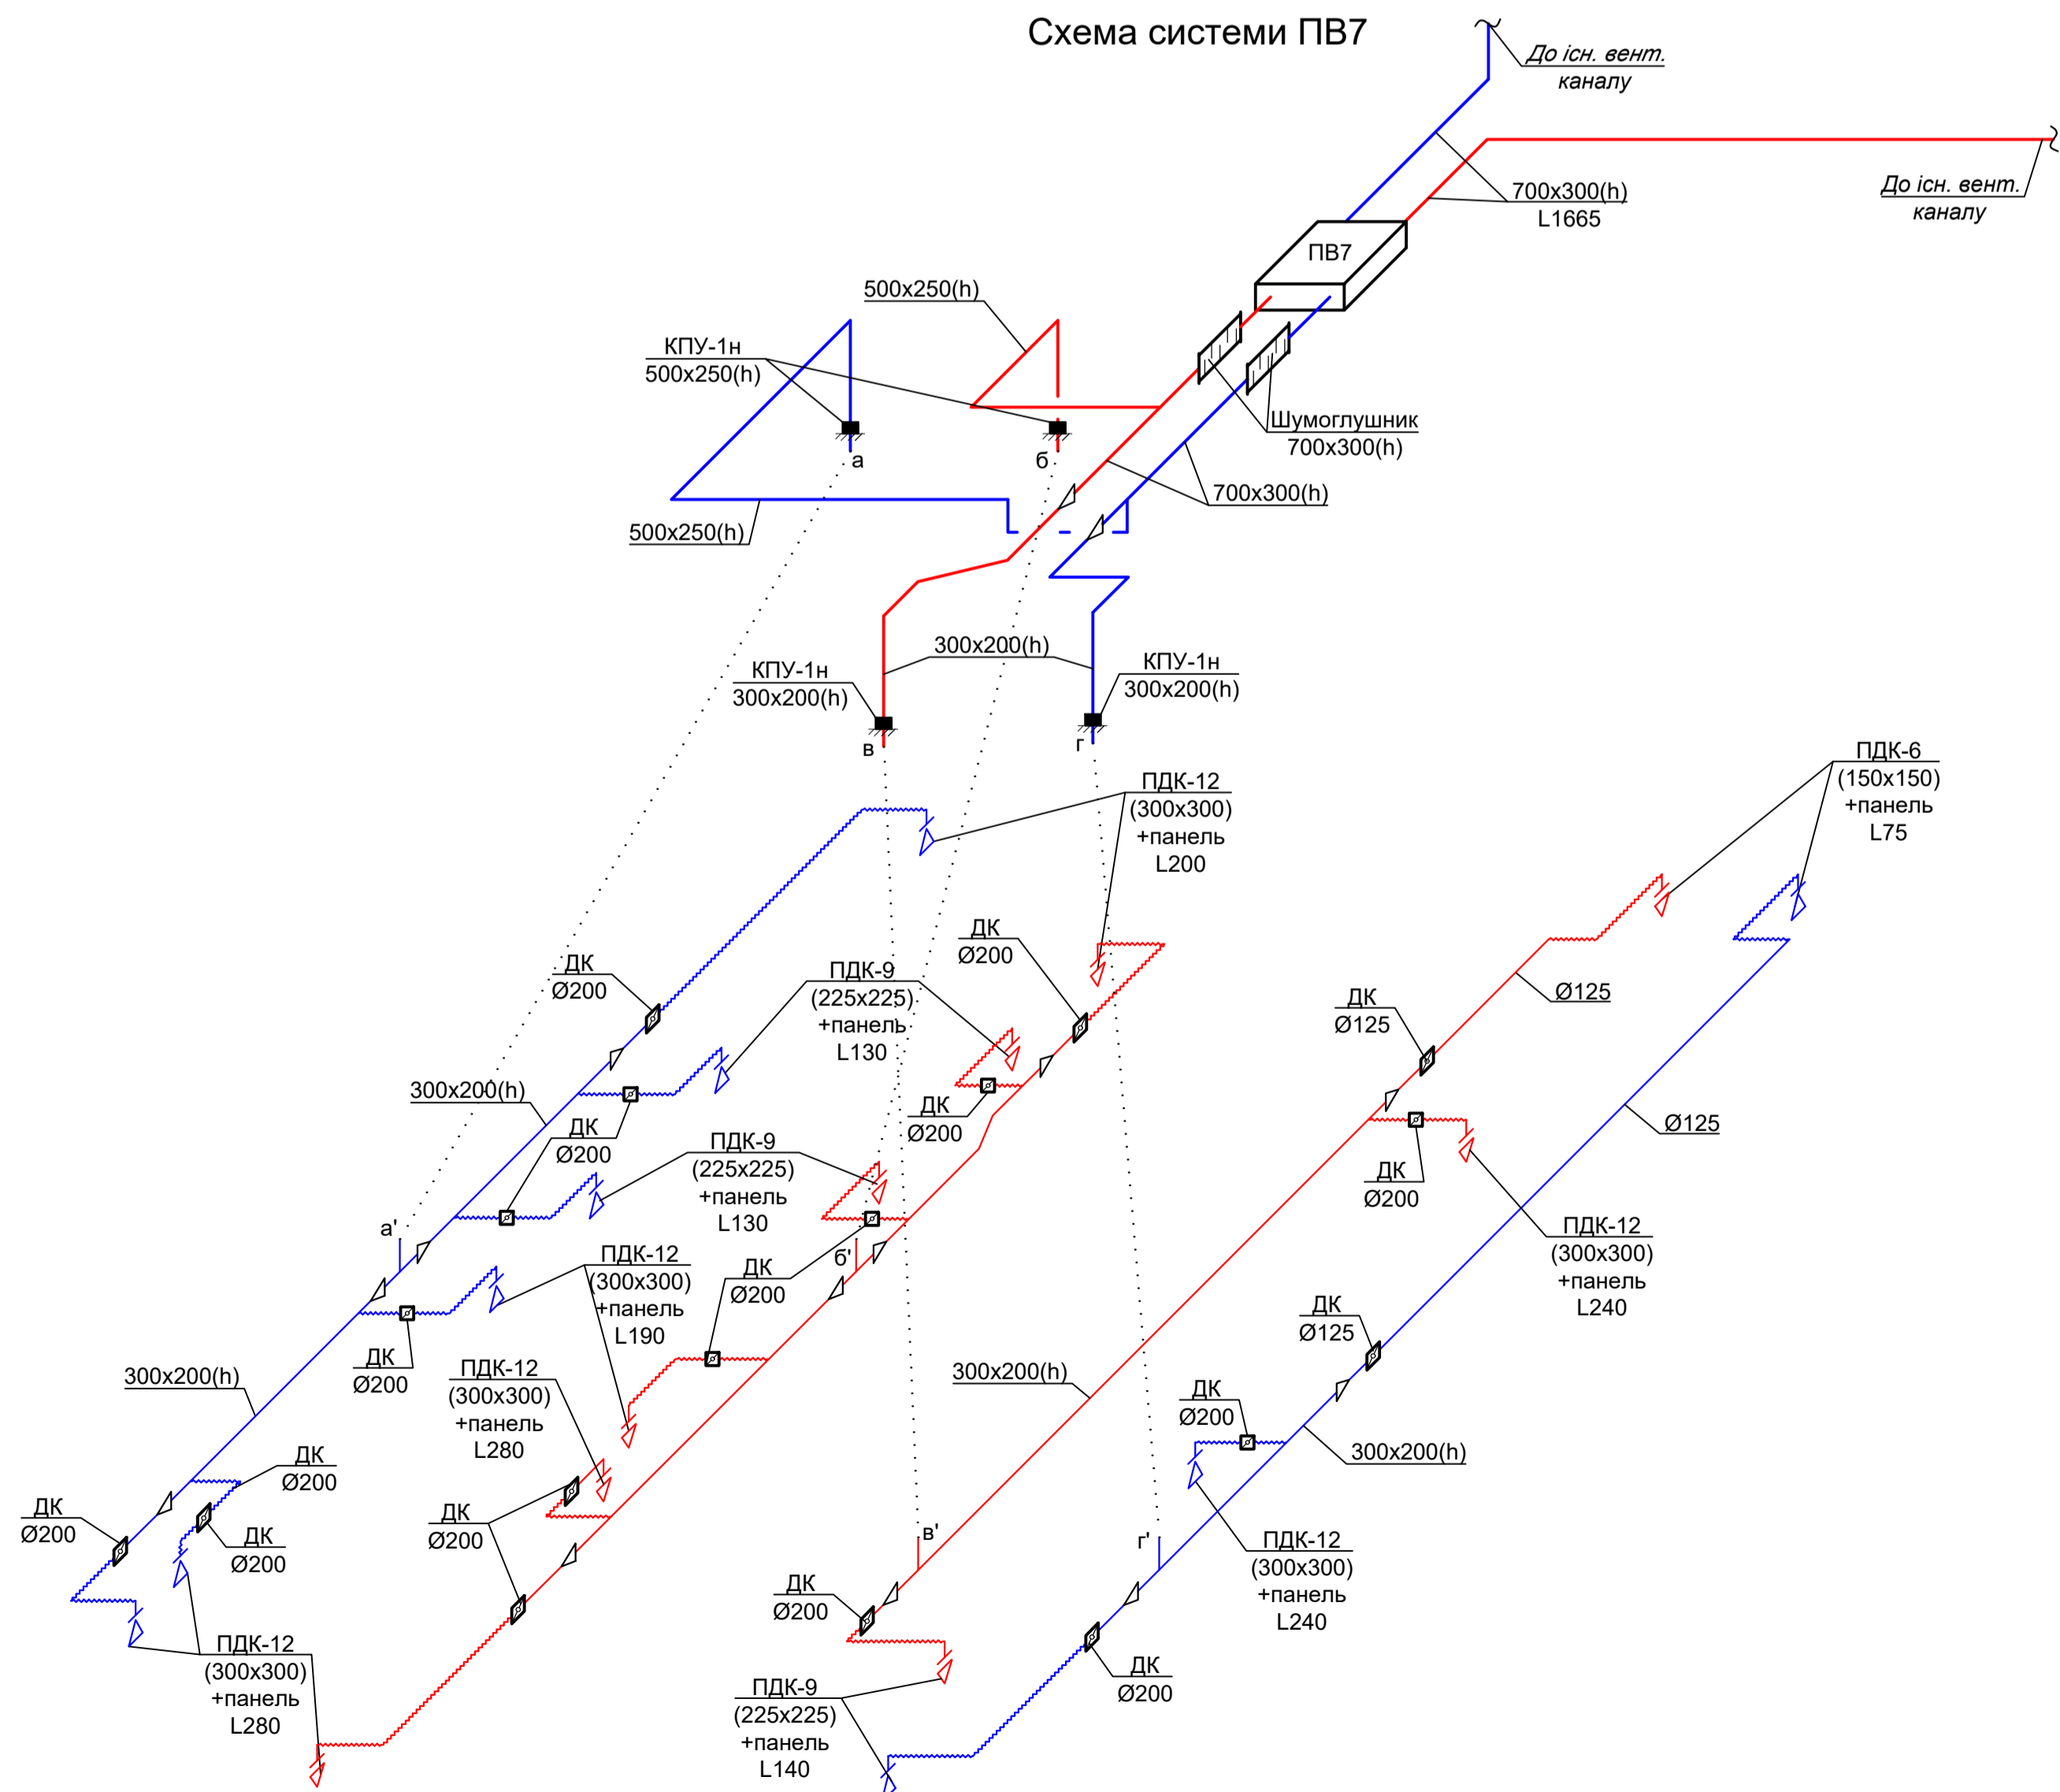 Схема системи ПВ7
До існ. вент.
каналу
До існ. вент.
каналу
700x300(h)
L1665
ПВ7
500x250(h)
КПУ-1н
500x250(h)
Шумоглушник
700x300(h)
а
б
700x300(h)
500x250(h)
300x200(h)
КПУ-1н
300x200(h)
КПУ-1н
300x200(h)
в
г
ПДК-6
(150x150)
+панель
L75
ПДК-12
(300x300)
+панель
L200
ДК
Ø200
ДК
Ø200
ПДК-9
(225x225)
+панель
L130
ДК
Ø125
Ø125
300x200(h)
ДК
Ø200
ДК
Ø200
Ø125
ПДК-9
(225x225)
+панель
L130
ДК
Ø200
а'
б'
ПДК-12
(300x300)
+панель
L190
ДК
Ø200
ПДК-12
(300x300)
+панель
L240
ДК
Ø200
ДК
Ø125
300x200(h)
ПДК-12
(300x300)
+панель
L280
300x200(h)
ДК
Ø200
300x200(h)
ДК
Ø200
ДК
Ø200
ДК
Ø200
ДК
Ø200
в'
г'
ПДК-12
(300x300)
+панель
L240
ДК
Ø200
ПДК-12
(300x300)
+панель
L280
ДК
Ø200
ПДК-9
(225x225)
+панель
L140